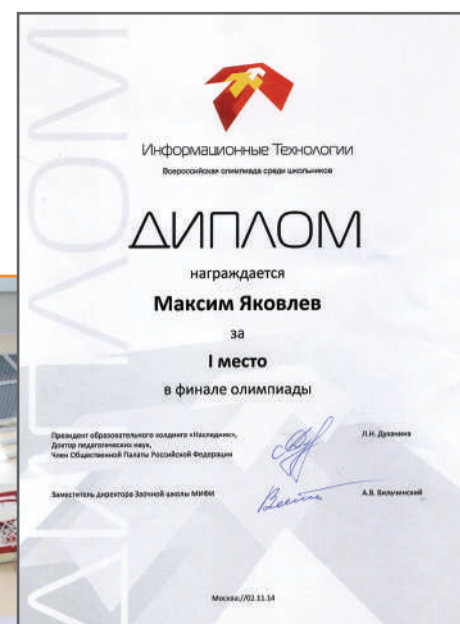 Информационные Технологии
Всероссийская олимпиада среди школьников
ДИПЛОМ
награждается
Максим Яковлев
за
I место
в финале олимпиады
Президент образовательного холдинга «Наследник»,
Доктор педагогических наук,
Член Общественной Палаты Российской Федерации
Л.Н. Духанина
Заместитель директора Заочной школы МИФИ
А.В. Вильчинский
Москва//02.11.14
ДИПЛОМ